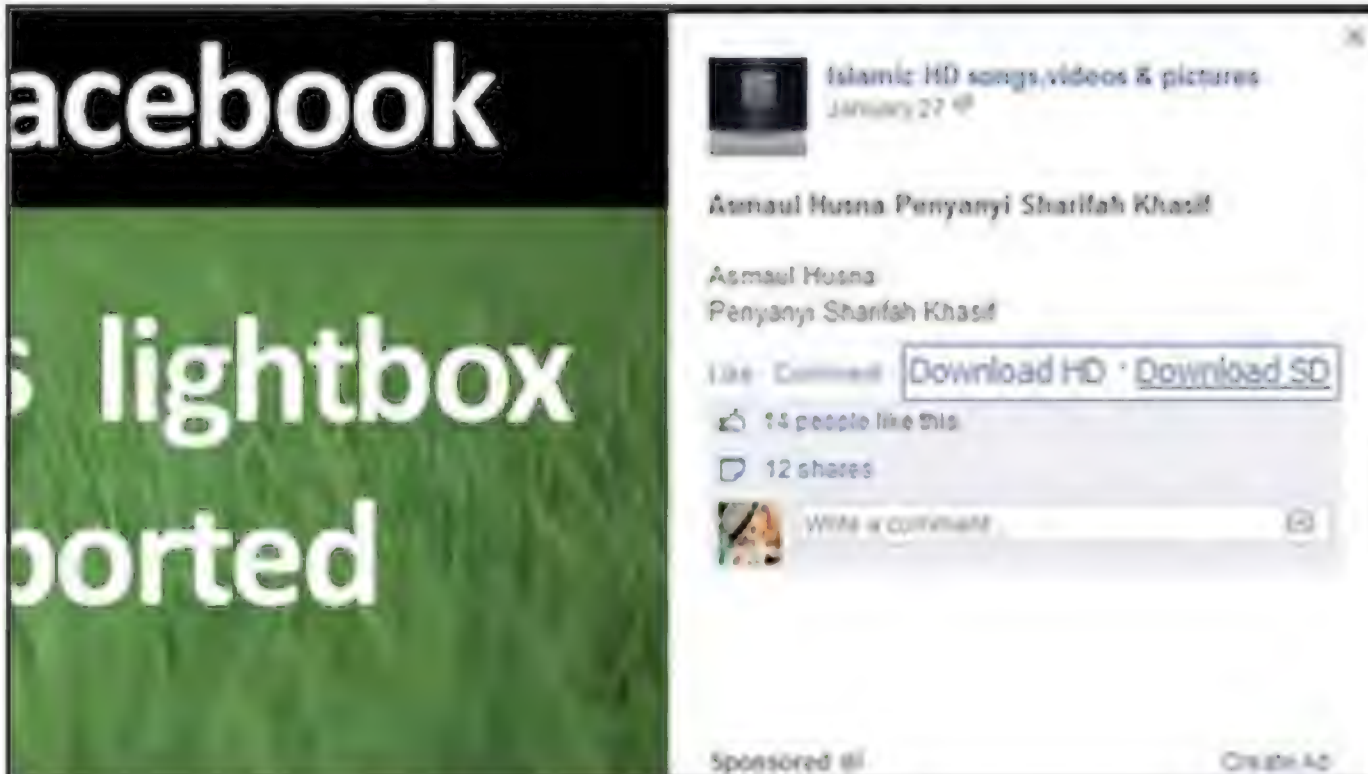 acebook
s lightbox
ported
Islamic HD songs,videos & pictures
January 27
Asmaul Husna Penyanyi Sharifah Khasif
Asmaul Husna
Penyanyi Sharifah Khasif
Like Comment Download HD · Download SD
14 people like this
12 shares
Write a comment
Sponsored
Create Ad